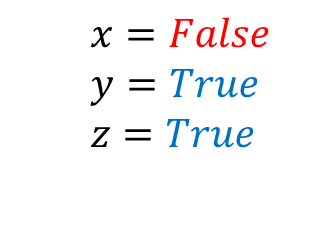 x = False
y = True
z = True